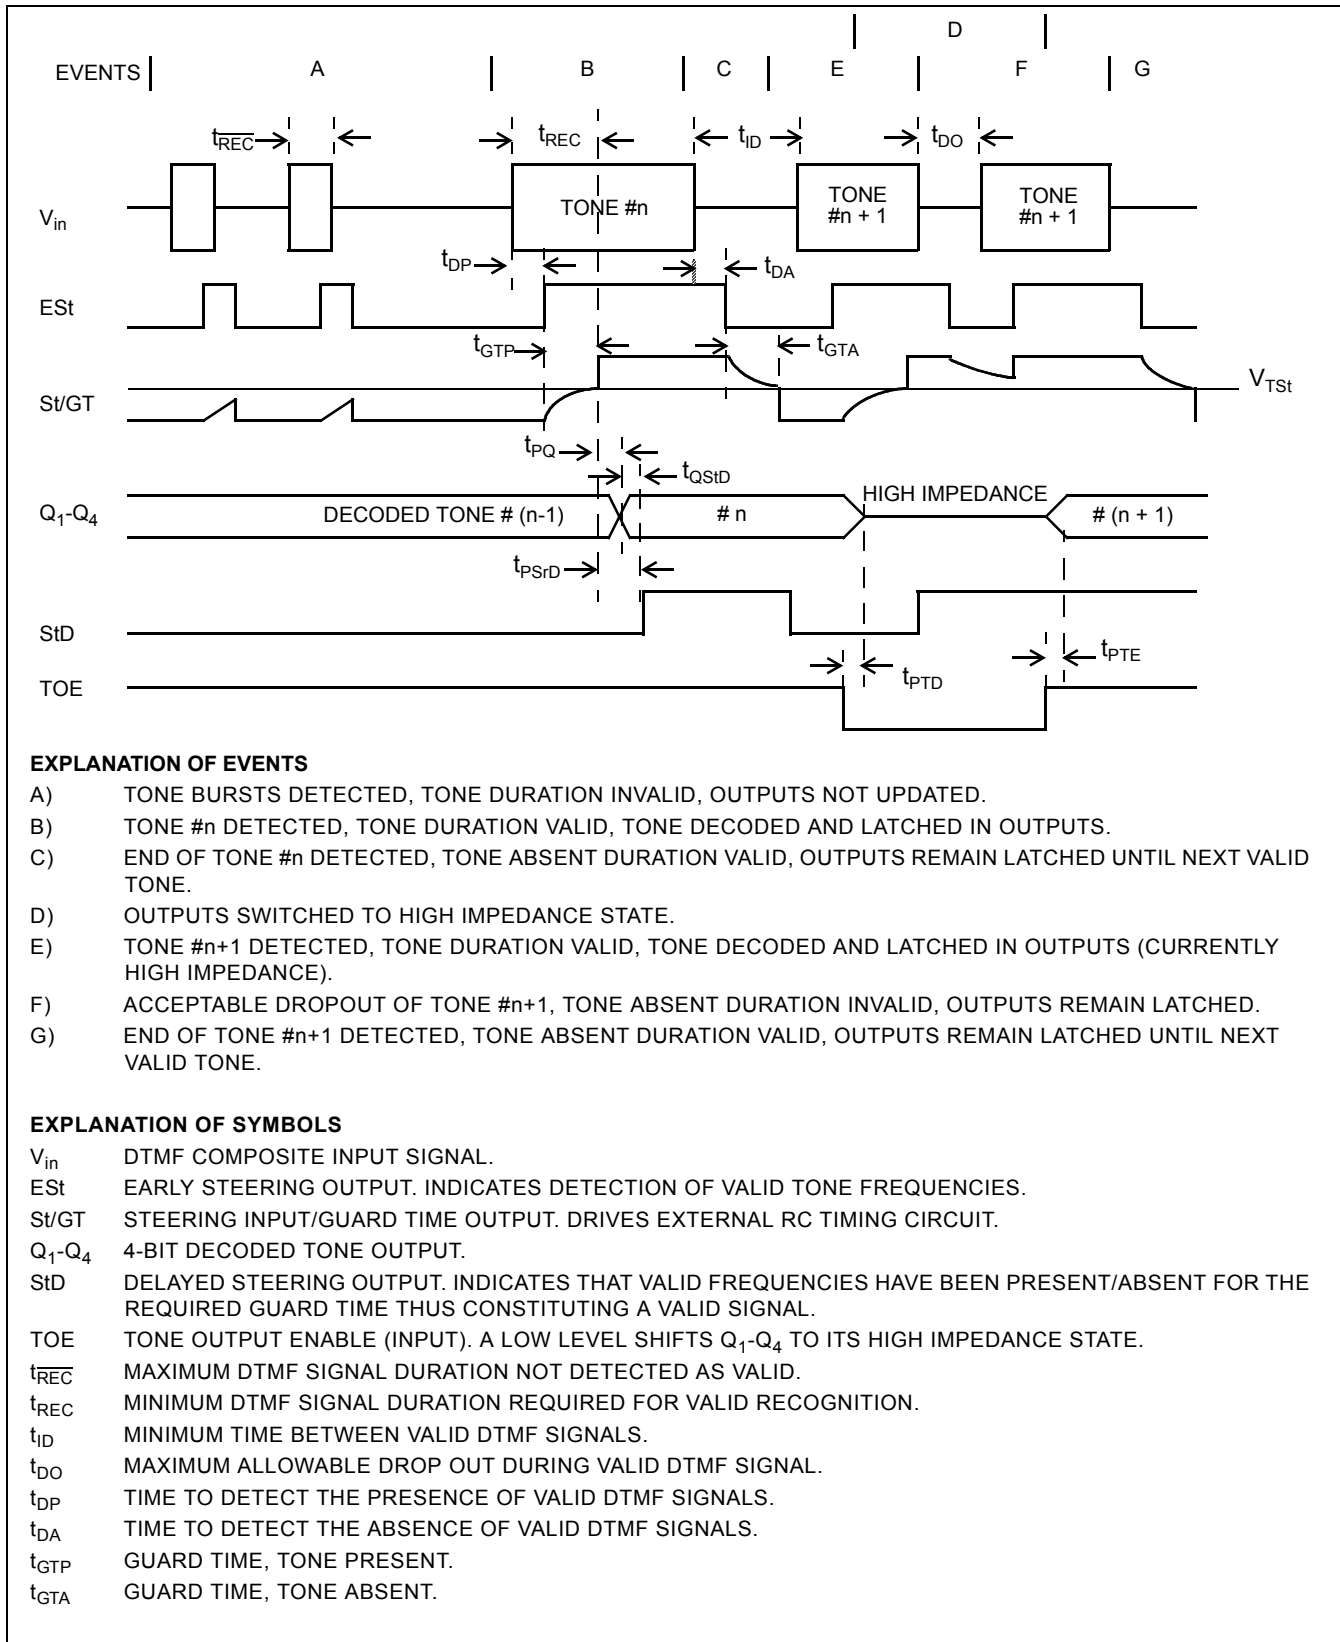 D
EVENTS A B C E F G
tREC tREC tID tDO
Vin TONE #n TONE #n + 1 TONE #n + 1
tDP tDA
ESt
tGTP tGTA
St/GT VTSt
tPQ tQStD
Q1-Q4 DECODED TONE # (n-1) # n HIGH IMPEDANCE # (n + 1)
tPSrD
StD
tPTD tPTE
TOE
EXPLANATION OF EVENTS
A) TONE BURSTS DETECTED, TONE DURATION INVALID, OUTPUTS NOT UPDATED.
B) TONE #n DETECTED, TONE DURATION VALID, TONE DECODED AND LATCHED IN OUTPUTS.
C) END OF TONE #n DETECTED, TONE ABSENT DURATION VALID, OUTPUTS REMAIN LATCHED UNTIL NEXT VALID
TONE.
D) OUTPUTS SWITCHED TO HIGH IMPEDANCE STATE.
E) TONE #n+1 DETECTED, TONE DURATION VALID, TONE DECODED AND LATCHED IN OUTPUTS (CURRENTLY
HIGH IMPEDANCE).
F) ACCEPTABLE DROPOUT OF TONE #n+1, TONE ABSENT DURATION INVALID, OUTPUTS REMAIN LATCHED.
G) END OF TONE #n+1 DETECTED, TONE ABSENT DURATION VALID, OUTPUTS REMAIN LATCHED UNTIL NEXT
VALID TONE.
EXPLANATION OF SYMBOLS
Vin DTMF COMPOSITE INPUT SIGNAL.
ESt EARLY STEERING OUTPUT. INDICATES DETECTION OF VALID TONE FREQUENCIES.
St/GT STEERING INPUT/GUARD TIME OUTPUT. DRIVES EXTERNAL RC TIMING CIRCUIT.
Q1-Q4 4-BIT DECODED TONE OUTPUT.
StD DELAYED STEERING OUTPUT. INDICATES THAT VALID FREQUENCIES HAVE BEEN PRESENT/ABSENT FOR THE
REQUIRED GUARD TIME THUS CONSTITUTING A VALID SIGNAL.
TOE TONE OUTPUT ENABLE (INPUT). A LOW LEVEL SHIFTS Q1-Q4 TO ITS HIGH IMPEDANCE STATE.
tREC MAXIMUM DTMF SIGNAL DURATION NOT DETECTED AS VALID.
tREC MINIMUM DTMF SIGNAL DURATION REQUIRED FOR VALID RECOGNITION.
tID MINIMUM TIME BETWEEN VALID DTMF SIGNALS.
tDO MAXIMUM ALLOWABLE DROP OUT DURING VALID DTMF SIGNAL.
tDP TIME TO DETECT THE PRESENCE OF VALID DTMF SIGNALS.
tDA TIME TO DETECT THE ABSENCE OF VALID DTMF SIGNALS.
tGTP GUARD TIME, TONE PRESENT.
tGTA GUARD TIME, TONE ABSENT.